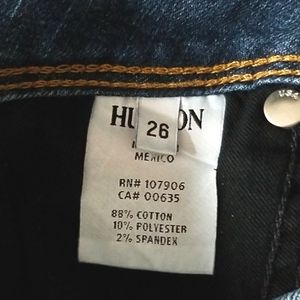 HU ON
26
MEXICO
RN# 107906
CA# 00635
88% COTTON
10% POLYESTER
2% SPANDEX